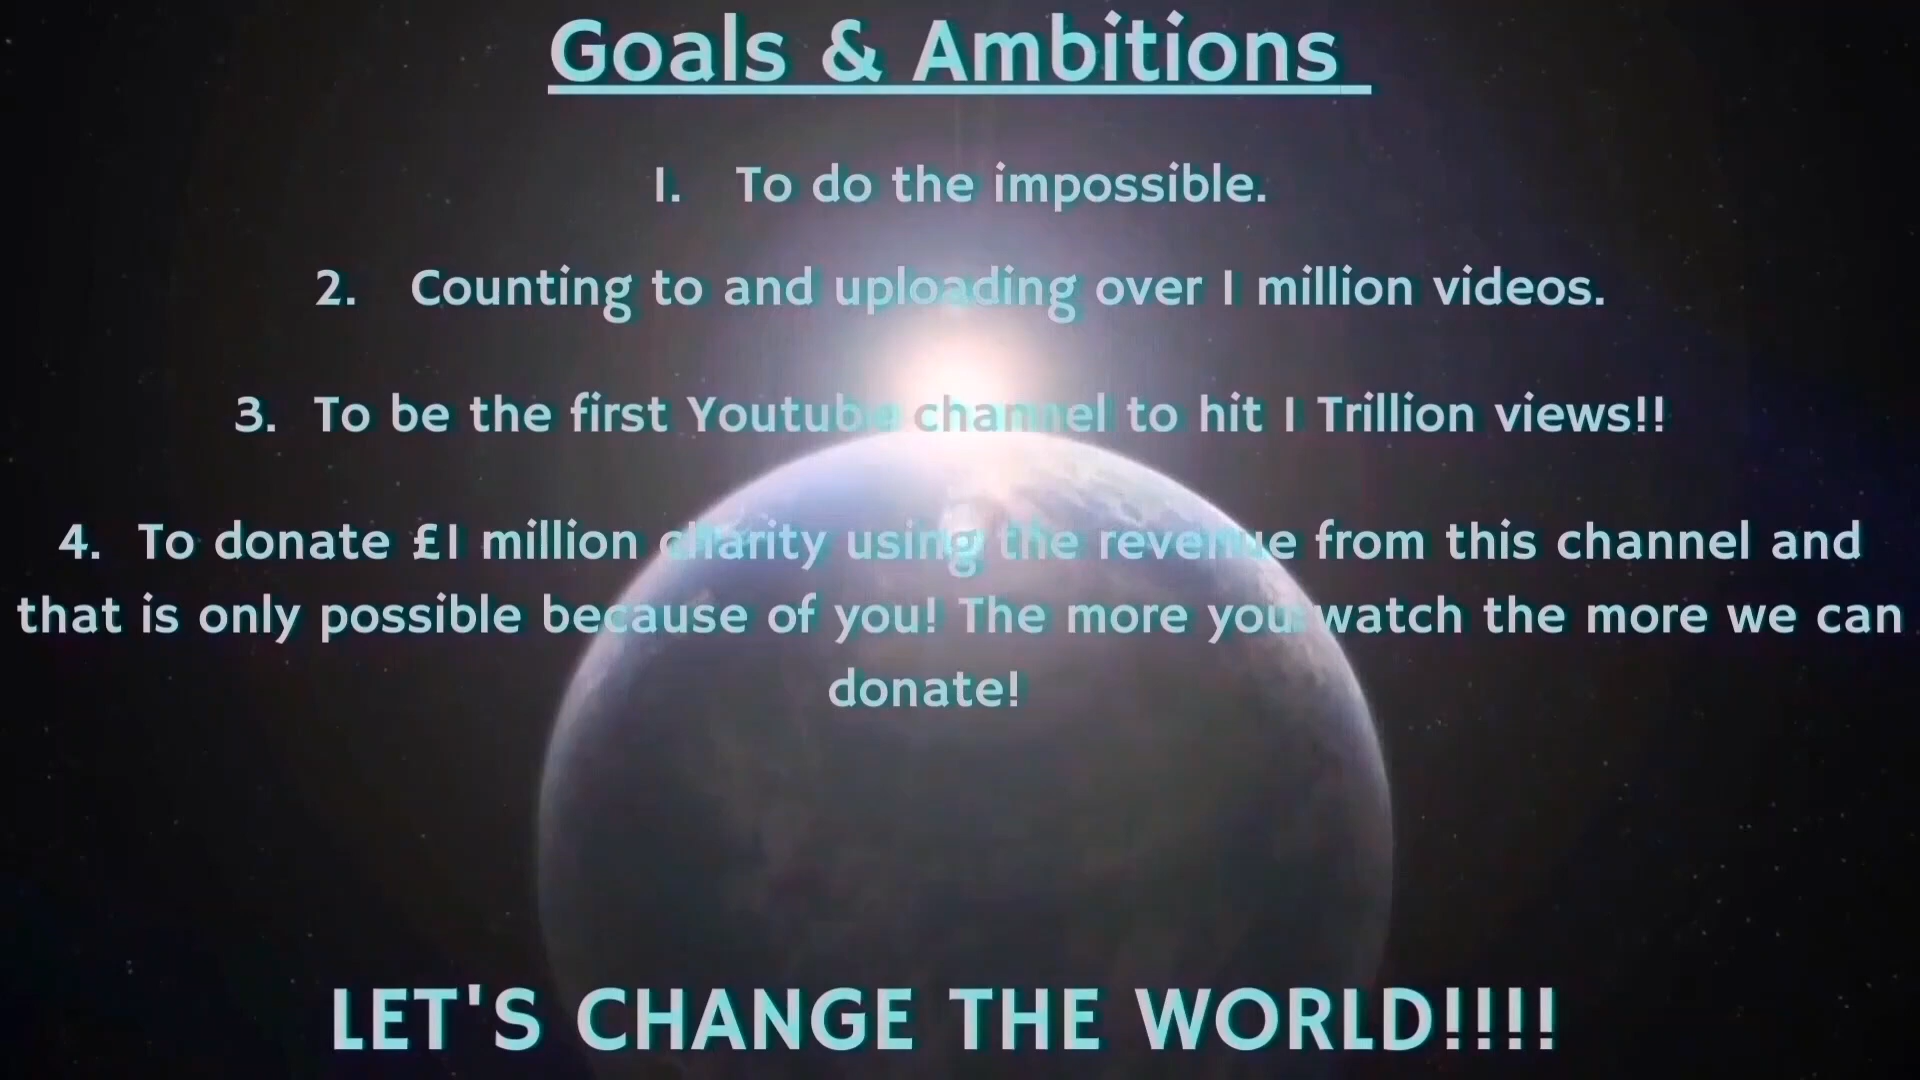 Goals & Ambitions
1. To do the impossible.
2. Counting to and uploading over 1 million videos.
3. To be the first Youtube channel to hit 1 Trillion views!!
4. To donate £1 million charity using the revenue from this channel and
that is only possible because of you! The more you watch the more we can
donate!
LET'S CHANGE THE WORLD!!!!